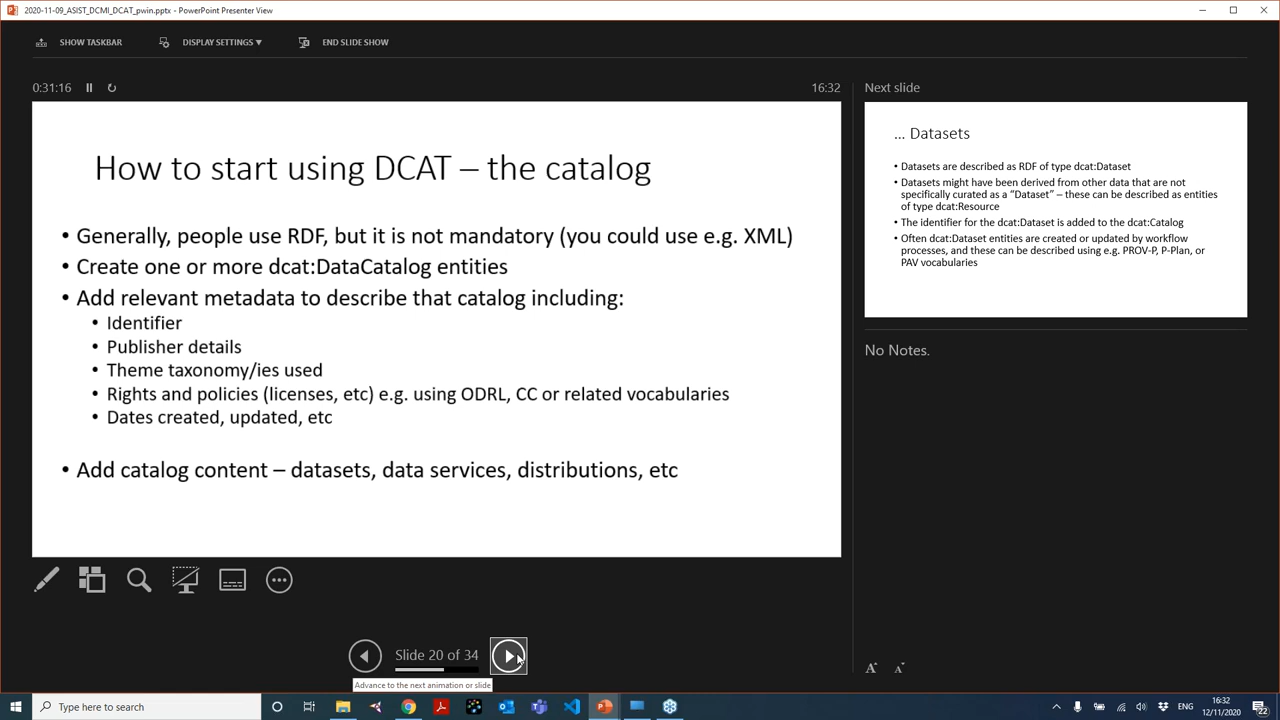 2020-11-09_ASIST_DCMI_DCAT_pwin.pptx - PowerPoint Presenter View
SHOW TASKBAR
DISPLAY SETTINGS ▾
END SLIDE SHOW
0:31:16
16:32
How to start using DCAT – the catalog
• Generally, people use RDF, but it is not mandatory (you could use e.g. XML)
• Create one or more dcat:DataCatalog entities
• Add relevant metadata to describe that catalog including:
• Identifier
• Publisher details
• Theme taxonomy/ies used
• Rights and policies (licenses, etc) e.g. using ODRL, CC or related vocabularies
• Dates created, updated, etc
• Add catalog content – datasets, data services, distributions, etc
Next slide
... Datasets
• Datasets are described as RDF of type dcat:Dataset
• Datasets might have been derived from other data that are not
specifically curated as a “Dataset” – these can be described as entities
of type dcat:Resource
• The identifier for the dcat:Dataset is added to the dcat:Catalog
• Often dcat:Dataset entities are created or updated by workflow
processes, and these can be described using e.g. PROV-P, P-Plan, or
PAV vocabularies
No Notes.
Slide 20 of 34
Advance to the next animation or slide
A A
Type here to search
ENG
16:32
12/11/2020
22